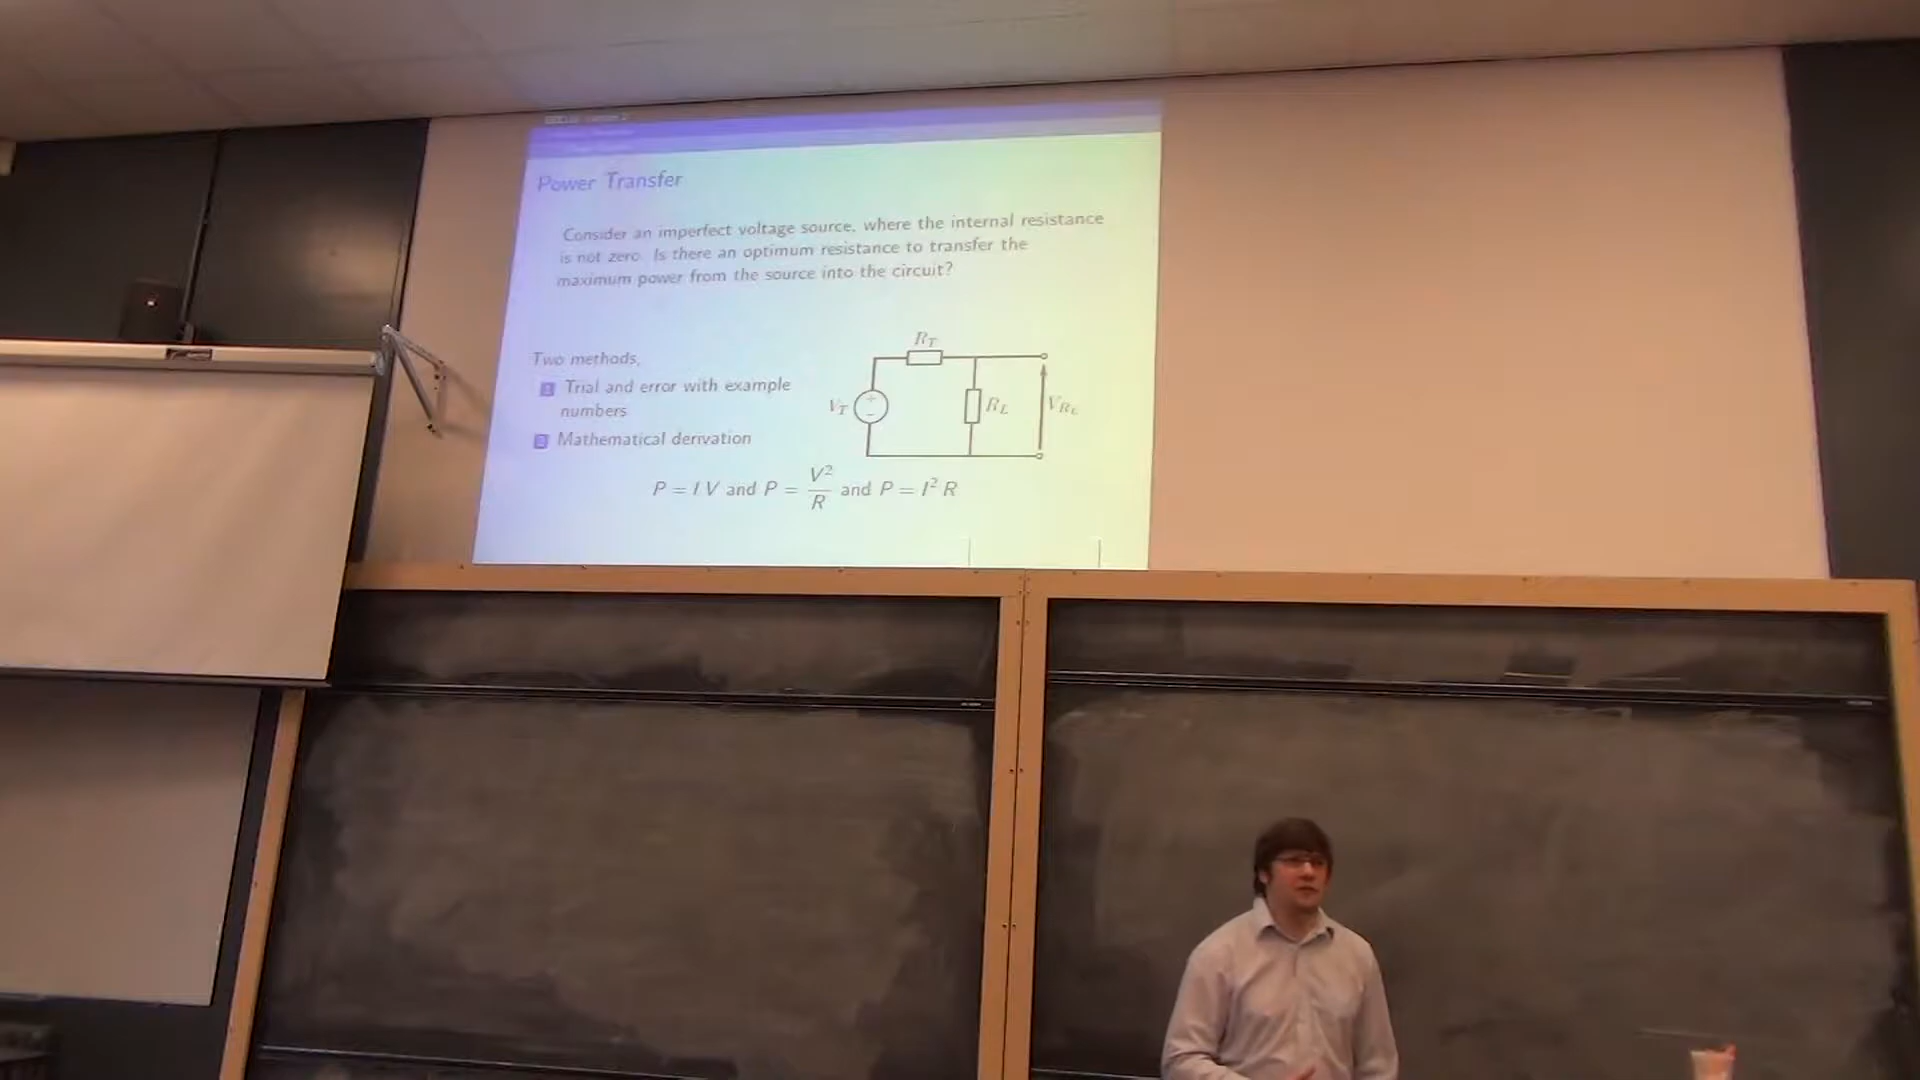 Power Transfer
Consider an imperfect voltage source, where the internal resistance
is not zero. Is there an optimum resistance to transfer the
maximum power from the source into the circuit?
Two methods,
1 Trial and error with example
numbers
2 Mathematical derivation
R_T
V_T
+
-
R_L
V_{R_L}
P = I V and P = \frac{V^2}{R} and P = I^2 R